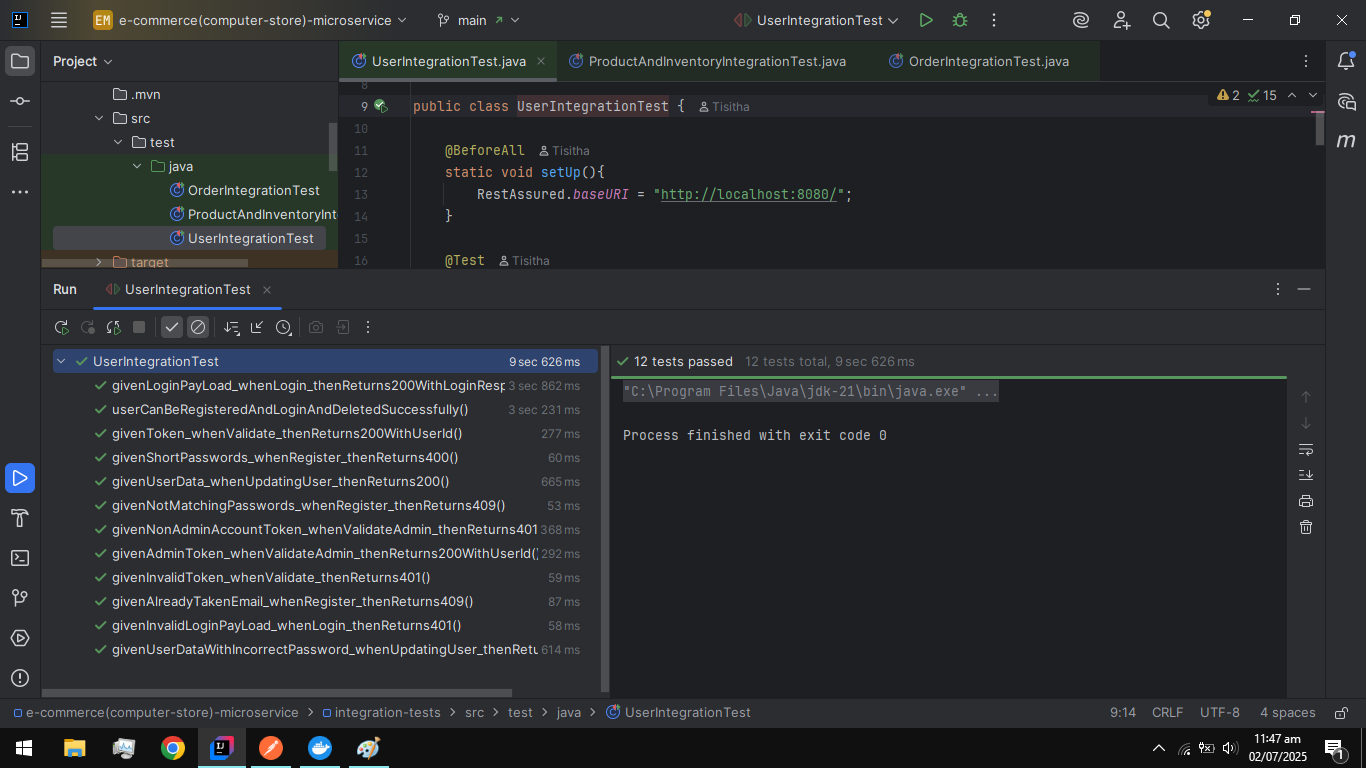 EM e-commerce(computer-store)-microservice main UserIntegrationTest
Project
UserIntegrationTest.java ProductAndInventoryIntegrationTest.java OrderIntegrationTest.java
.mvn
src
test
java
OrderIntegrationTest
ProductAndInventoryInt
UserIntegrationTest
target
8
9 public class UserIntegrationTest { Tisitha
2 15
10
11 @BeforeAll Tisitha
12 static void setUp(){
13 RestAssured.baseURI = "http://localhost:8080/";
14 }
15
16 @Test Tisitha
m
Run UserIntegrationTest
UserIntegrationTest 9 sec 626 ms
givenLoginPayLoad_whenLogin_thenReturns200WithLoginResp 3 sec 862 ms
userCanBeRegisteredAndLoginAndDeletedSuccessfully() 3 sec 231 ms
givenToken_whenValidate_thenReturns200WithUserId() 277 ms
givenShortPasswords_whenRegister_thenReturns400() 60 ms
givenUserData_whenUpdatingUser_thenReturns200() 665 ms
givenNotMatchingPasswords_whenRegister_thenReturns409() 53 ms
givenNonAdminAccountToken_whenValidateAdmin_thenReturns401 368 ms
givenAdminToken_whenValidateAdmin_thenReturns200WithUserId() 292 ms
givenInvalidToken_whenValidate_thenReturns401() 59 ms
givenAlreadyTakenEmail_whenRegister_thenReturns409() 87 ms
givenInvalidLoginPayLoad_whenLogin_thenReturns401() 58 ms
givenUserDataWithIncorrectPassword_whenUpdatingUser_thenRetu 614 ms
12 tests passed 12 tests total, 9 sec 626 ms
"C:\Program Files\Java\jdk-21\bin\java.exe" ...
Process finished with exit code 0
e-commerce(computer-store)-microservice > integration-tests > src > test > java > UserIntegrationTest 9:14 CRLF UTF-8 4 spaces
11:47 am
02/07/2025
1